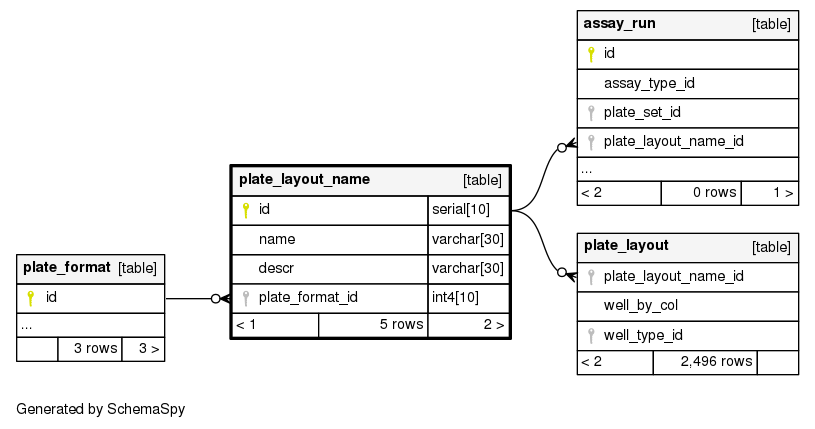 assay_run [table]
id
assay_type_id
plate_set_id
plate_layout_name_id
...
< 2 0 rows 1 >
plate_layout_name [table]
id serial[10]
name varchar[30]
descr varchar[30]
plate_format_id int4[10]
< 1 5 rows 2 >
plate_layout [table]
plate_layout_name_id
well_by_col
well_type_id
< 2 2,496 rows
plate_format [table]
id
...
3 rows 3 >
Generated by SchemaSpy